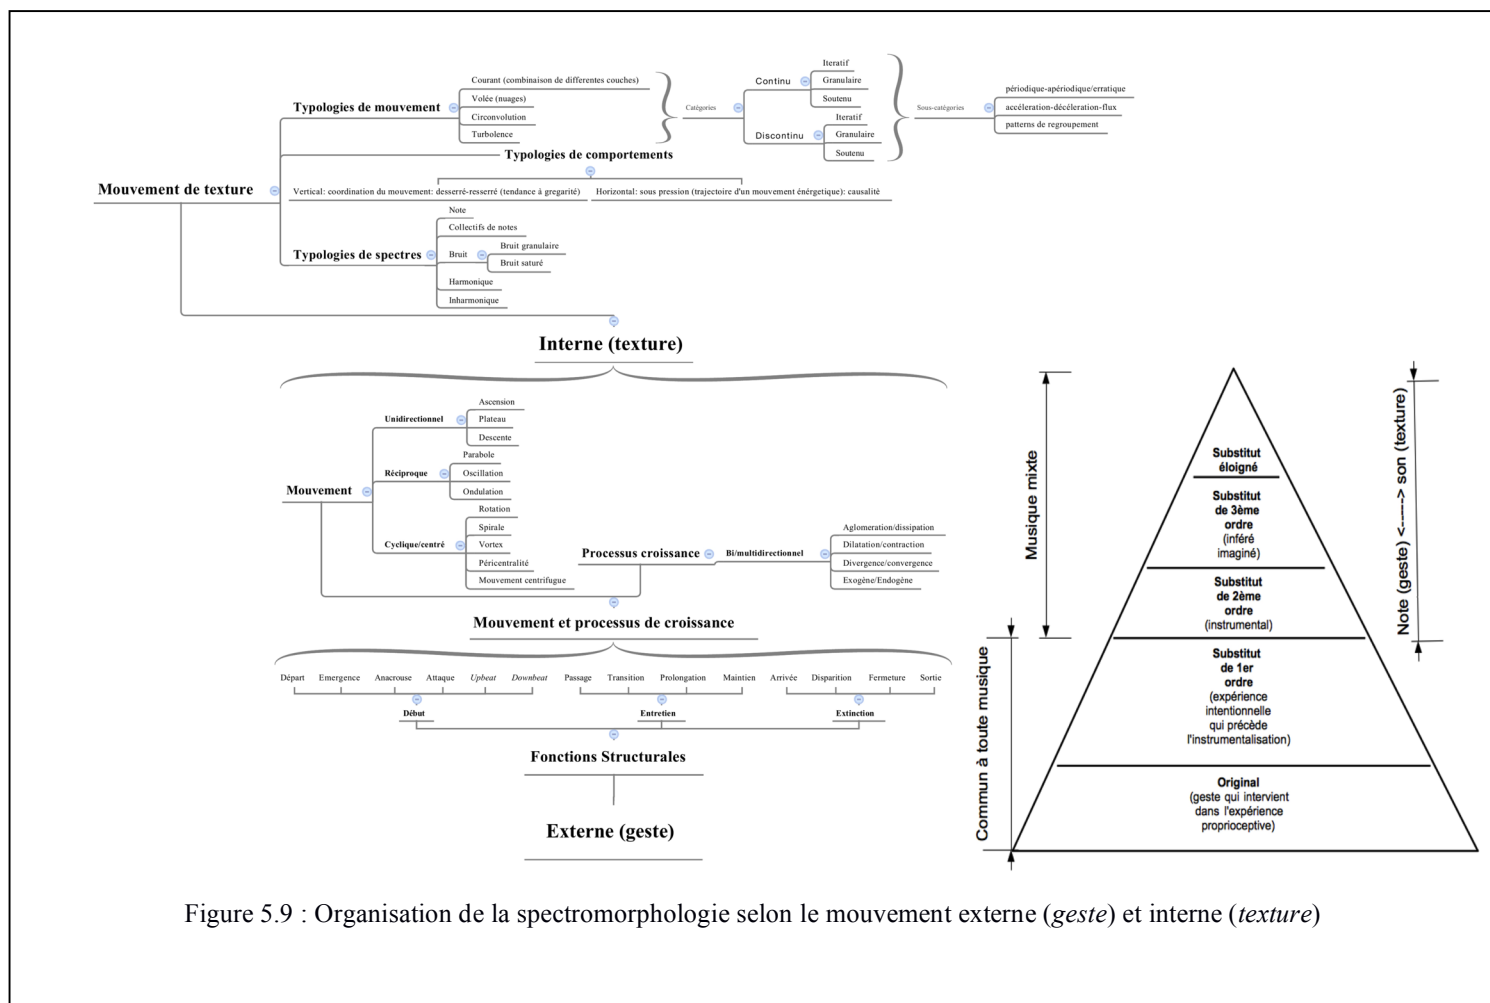 Typologies de mouvement
Courant (combinaison de differentes couches)
Volée (nuages)
Circonvolution
Turbolence
Catégories
Continu
Iteratif
Granulaire
Soutenu
Discontinu
Iteratif
Granulaire
Soutenu
Sous-catégories
périodique-apériodique/erratique
accéleration-décéleration-flux
patterns de regroupement
Typologies de comportements
Mouvement de texture
Vertical: coordination du mouvement: desserré-resserré (tendance à gregarité)
Horizontal: sous pression (trajectoire d'un mouvement énérgetique): causalité
Typologies de spectres
Note
Collectifs de notes
Bruit
Bruit granulaire
Bruit saturé
Harmonique
Inharmonique
Interne (texture)
Mouvement
Unidirectionnel
Ascension
Plateau
Descente
Réciproque
Parabole
Oscillation
Ondulation
Cyclique/centré
Rotation
Spirale
Vortex
Péricentralité
Mouvement centrifugue
Processus croissance
Bi/multidirectionnel
Aglomeration/dissipation
Dilatation/contraction
Divergence/convergence
Exogène/Endogène
Mouvement et processus de croissance
Départ
Emergence
Anacrouse
Attaque
Upbeat
Downbeat
Passage
Transition
Prolongation
Maintien
Arrivée
Disparition
Fermeture
Sortie
Début
Entretien
Extinction
Fonctions Structurales
Externe (geste)
Musique mixte
Commun à toute musique
Substitut
éloigné
Substitut
de 3ème
ordre
(inféré
imaginé)
Substitut
de 2ème
ordre
(instrumental)
Substitut
de 1er
ordre
(expérience
intentionnelle
qui précède
l'instrumentalisation)
Original
(geste qui intervient
dans l'expérience
proprioceptive)
Note (geste) <-----> son (texture)
Figure 5.9 : Organisation de la spectromorphologie selon le mouvement externe (geste) et interne (texture)